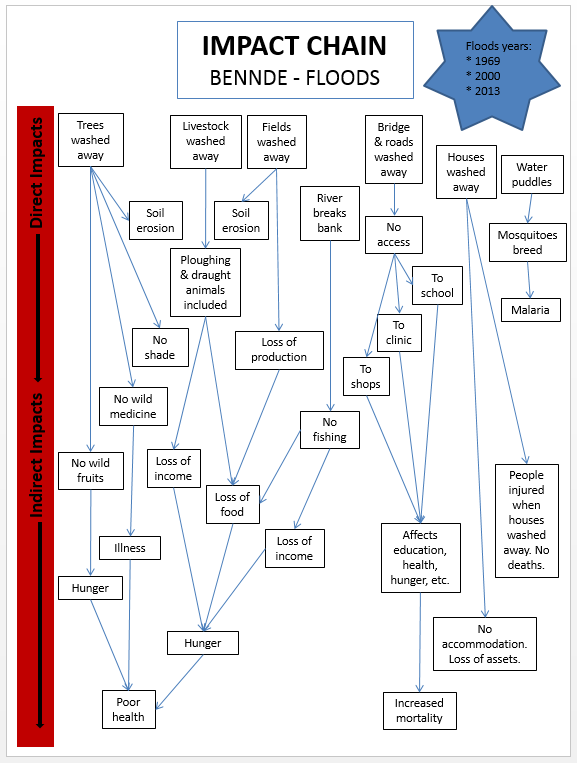 IMPACT CHAIN
BENNDE - FLOODS
Floods years:
* 1969
* 2000
* 2013
Direct Impacts
Indirect Impacts
Trees
washed
away
Livestock
washed
away
Fields
washed
away
Bridge
& roads
washed
away
Houses
washed
away
Water
puddles
Soil
erosion
Soil
erosion
River
breaks
bank
No
access
Mosquitoes
breed
Ploughing
& draught
animals
included
To
school
Malaria
No
shade
Loss of
production
To
clinic
To
shops
No wild
medicine
No
fishing
No wild
fruits
Loss of
income
Loss of
food
People
injured
when
houses
washed
away. No
deaths.
Illness
Loss of
income
Affects
education,
health,
hunger, etc.
Hunger
Hunger
No
accommodation.
Loss of assets.
Poor
health
Increased
mortality